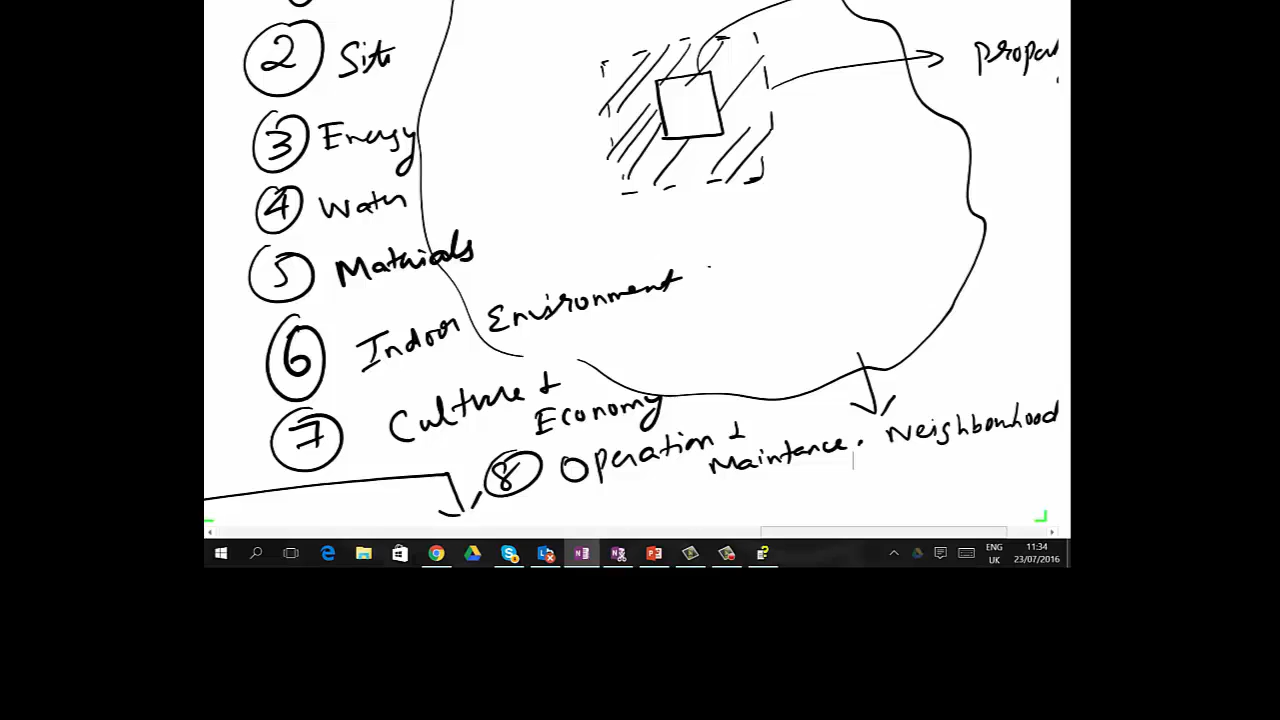 2 Site
3 Energy
4 Water
5 Materials
6 Indoor Environment
7 Culture &
Economy
8 Operation &
Maintance.
Neighbourhood
ENG
UK
11:34
23/07/2016